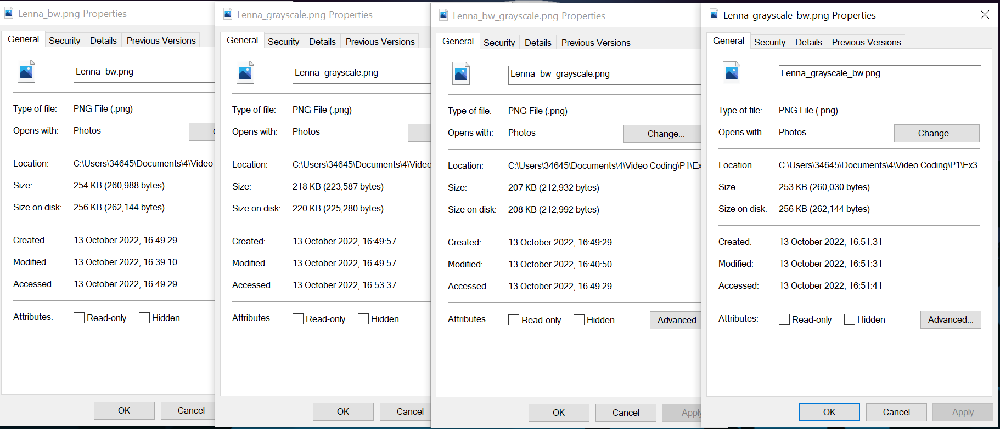 Lenna_bw.png Properties
General Security Details Previous Versions
Lenna_bw.png
Type of file: PNG File (.png)
Opens with: Photos
Location: C:\Users\34645\Documents\4\Video
Size: 254 KB (260,988 bytes)
Size on disk: 256 KB (262,144 bytes)
Created: 13 October 2022, 16:49:29
Modified: 13 October 2022, 16:39:10
Accessed: 13 October 2022, 16:49:29
Attributes: Read-only Hidden
OK Cancel
Lenna_grayscale.png Properties
General Security Details Previous Versions
Lenna_grayscale.png
Type of file: PNG File (.png)
Opens with: Photos
Location: C:\Users\34645\Documents\4\Video
Size: 218 KB (223,587 bytes)
Size on disk: 220 KB (225,280 bytes)
Created: 13 October 2022, 16:49:57
Modified: 13 October 2022, 16:49:57
Accessed: 13 October 2022, 16:53:37
Attributes: Read-only Hidden
OK Cancel
Lenna_bw_grayscale.png Properties
General Security Details Previous Versions
Lenna_bw_grayscale.png
Type of file: PNG File (.png)
Opens with: Photos Change...
Location: C:\Users\34645\Documents\4\Video Coding\P1\Ex
Size: 207 KB (212,932 bytes)
Size on disk: 208 KB (212,992 bytes)
Created: 13 October 2022, 16:49:29
Modified: 13 October 2022, 16:40:50
Accessed: 13 October 2022, 16:49:29
Attributes: Read-only Hidden Advanced..
OK Cancel Apply
Lenna_grayscale_bw.png Properties
General Security Details Previous Versions
Lenna_grayscale_bw.png
Type of file: PNG File (.png)
Opens with: Photos Change...
Location: C:\Users\34645\Documents\4\Video Coding\P1\Ex3
Size: 253 KB (260,030 bytes)
Size on disk: 256 KB (262,144 bytes)
Created: 13 October 2022, 16:51:31
Modified: 13 October 2022, 16:51:31
Accessed: 13 October 2022, 16:51:41
Attributes: Read-only Hidden Advanced...
OK Cancel Apply